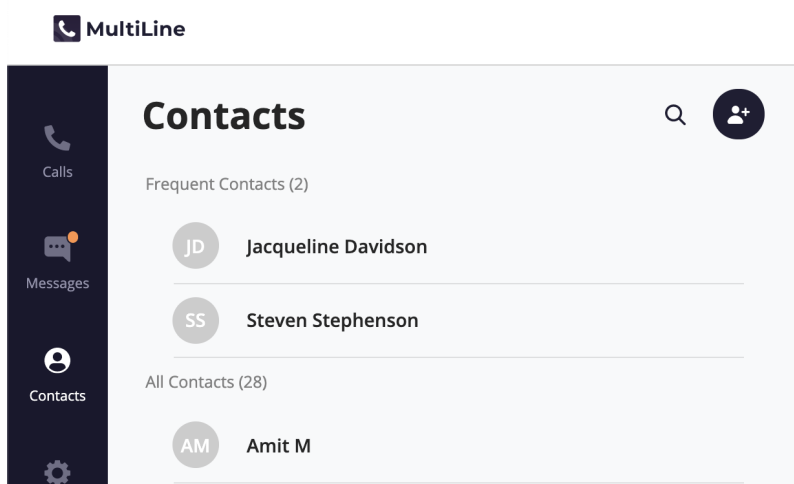 MultiLine
Contacts
Calls
Frequent Contacts (2)
JD Jacqueline Davidson
Messages
SS Steven Stephenson
Contacts
All Contacts (28)
AM Amit M